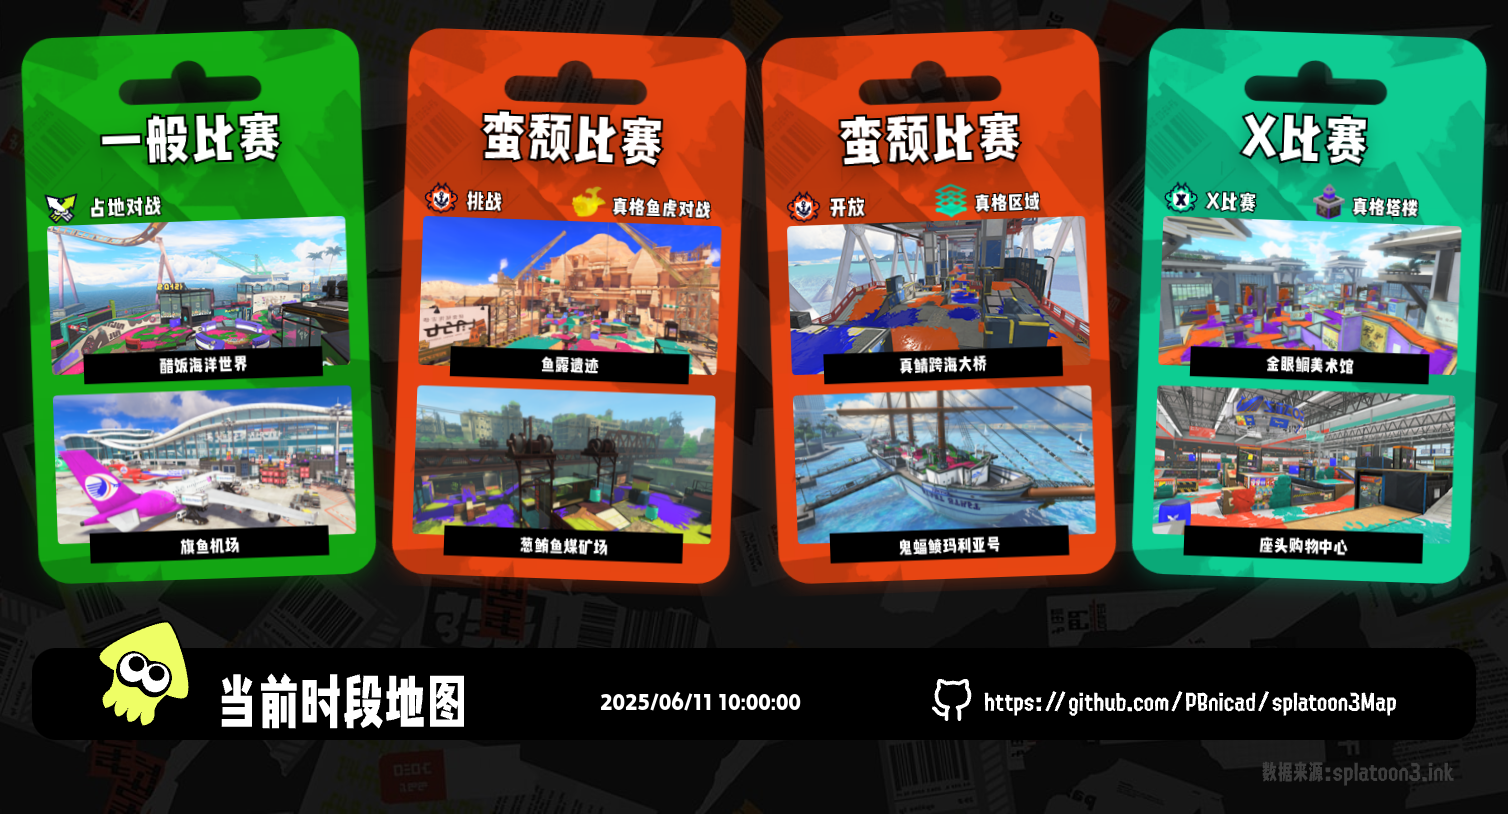 一般比赛
占地对战
醋饭海洋世界
旗鱼机场
蛮颓比赛
挑战
真格鱼虎对战
鱼露遗迹
葱鲔鱼煤矿场
蛮颓比赛
开放
真格区域
真鲭跨海大桥
鬼蝠鲼玛利亚号
X比赛
X比赛
真格塔楼
金眼鲷美术馆
座头购物中心
当前时段地图
2025/06/11 10:00:00
https://github.com/PBnicad/splatoon3Map
数据来源:splatoon3.ink